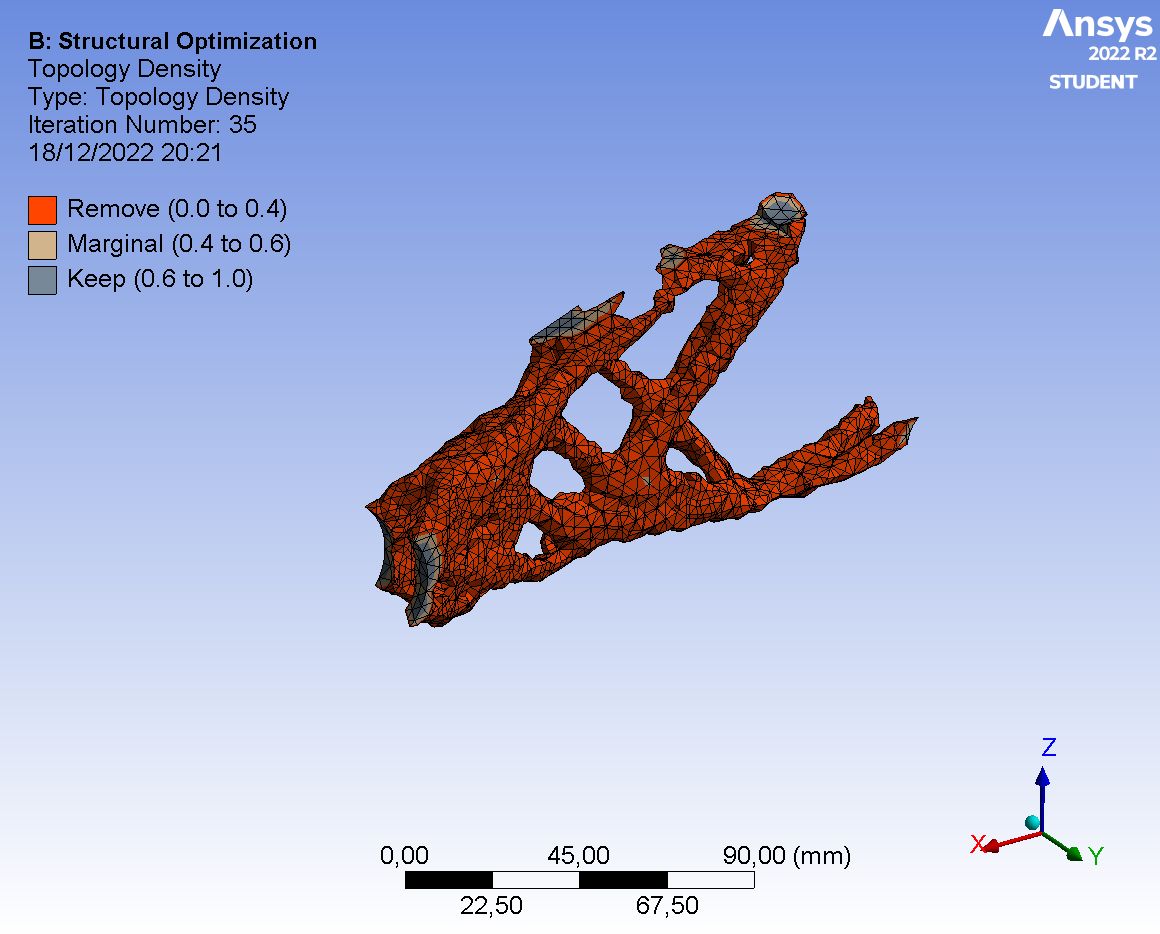 B: Structural Optimization
Topology Density
Type: Topology Density
Iteration Number: 35
18/12/2022 20:21
Remove (0.0 to 0.4)
Marginal (0.4 to 0.6)
Keep (0.6 to 1.0)
Ansys
2022 R2
STUDENT
Z
X
Y
0,00 45,00 90,00 (mm)
22,50 67,50